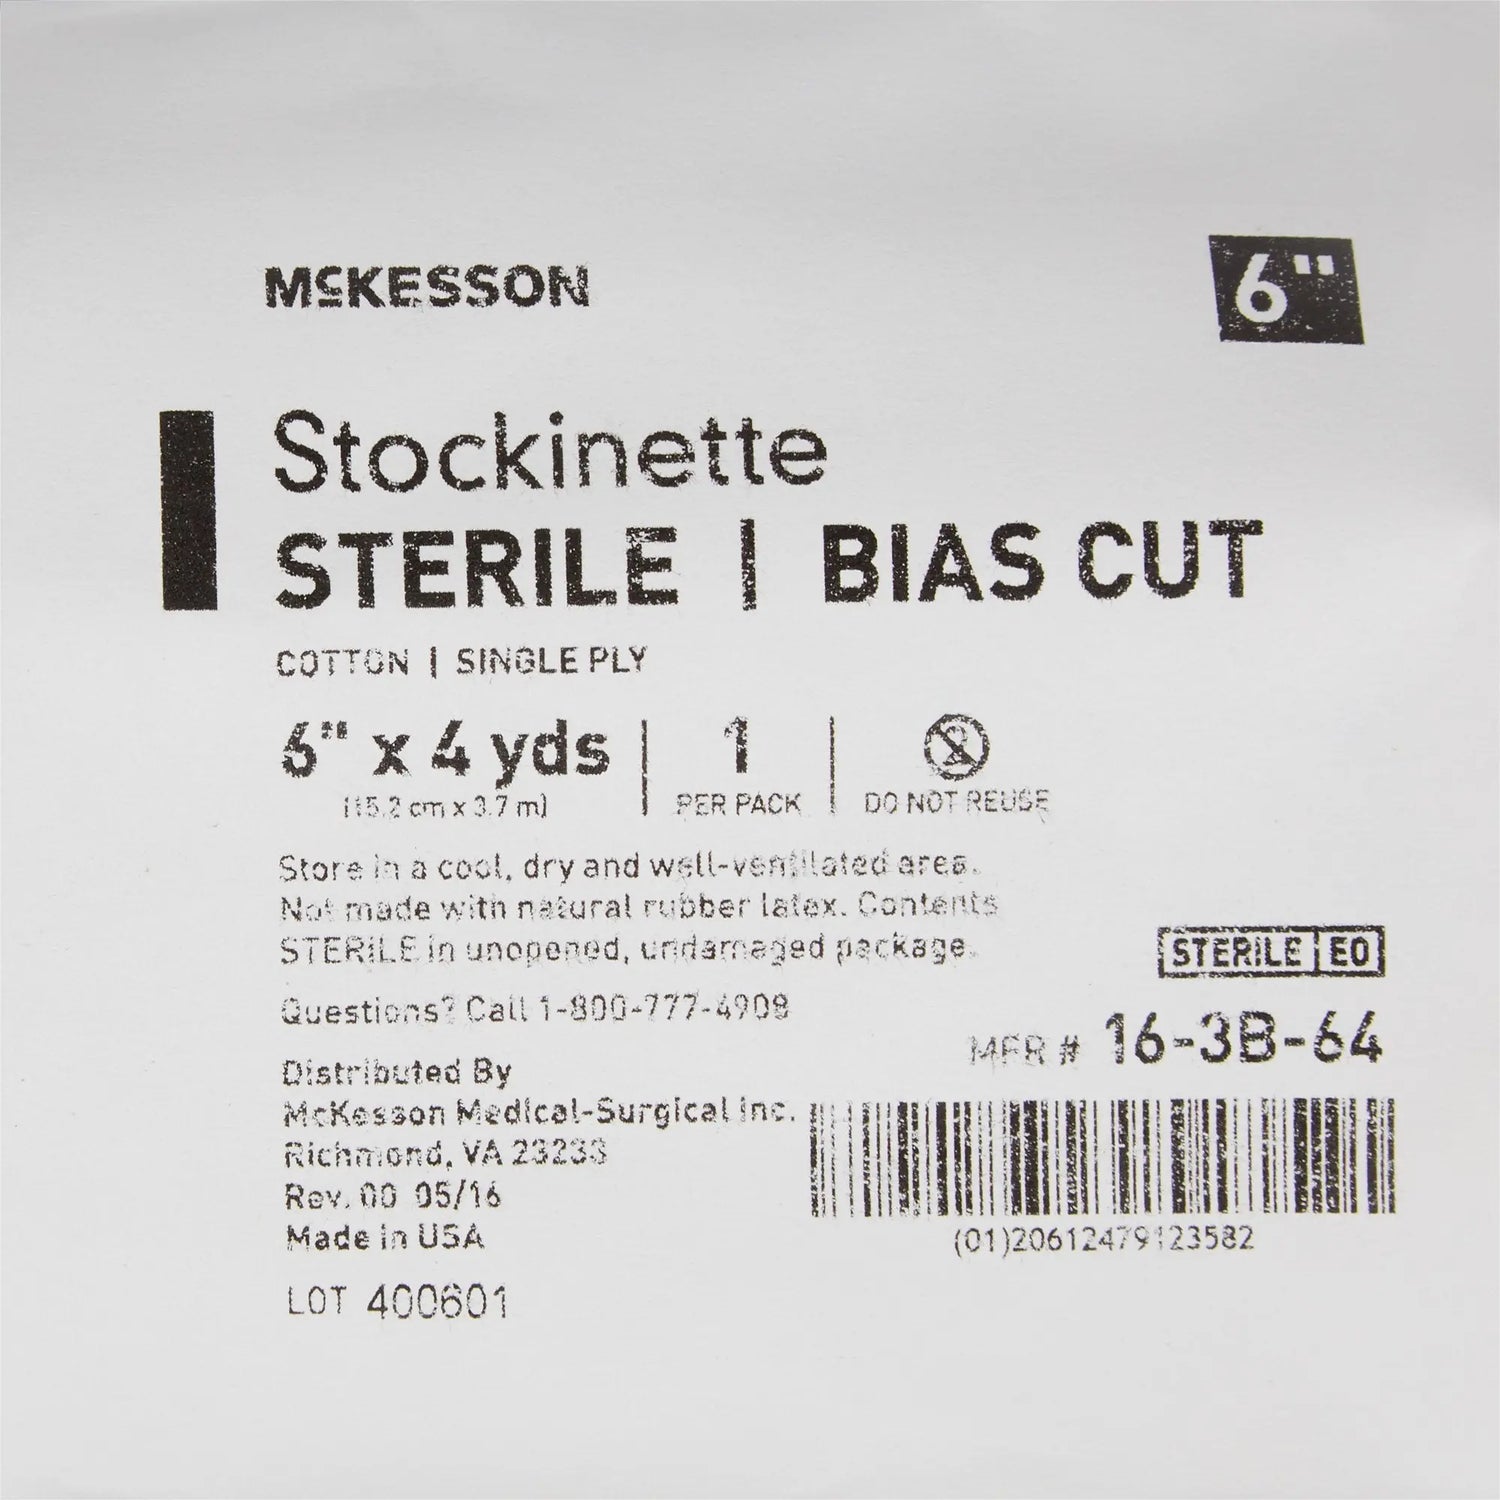 McKESSON
6"
Stockinette
STERILE | BIAS CUT
COTTON | SINGLE PLY
6" x 4 yds | 1 |
(15.2 cm x 3.7 m) PER PACK DO NOT REUSE
Store in a cool, dry and well-ventilated area.
Not made with natural rubber latex. Contents
STERILE in unopened, undamaged package.
STERILE | EO
Questions? Call 1-800-777-4908
MFR # 16-3B-64
Distributed By
McKesson Medical-Surgical Inc.
Richmond, VA 23233
Rev. 00 05/16
Made in USA
(01)20612479123582
LOT 400601